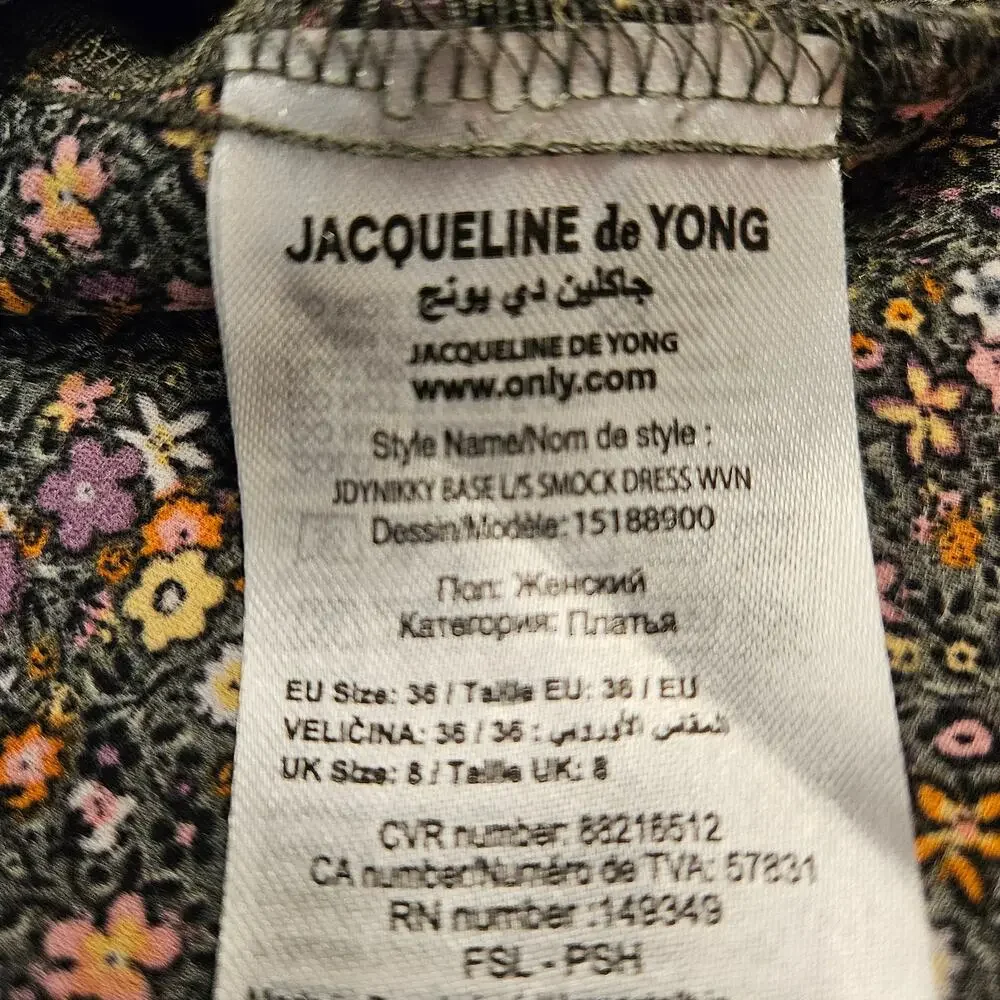 JACQUELINE de YONG
جاكلين دي يونج
JACQUELINE DE YONG
www.only.com
Style Name/Nom de style :
JDYNIKKY BASE L/S SMOCK DRESS WVN
Dessin/Modèle: 15188900
Пол: Женский
Категория: Платья
EU Size: 36 / Taille EU: 36 / EU
VELIČINA: 36 / 36 : المقاس الأوروبي
UK Size: 8 / Taille UK: 8
CVR number: 88216512
CA number/Numéro de TVA: 57831
RN number :149349
FSL - PSH